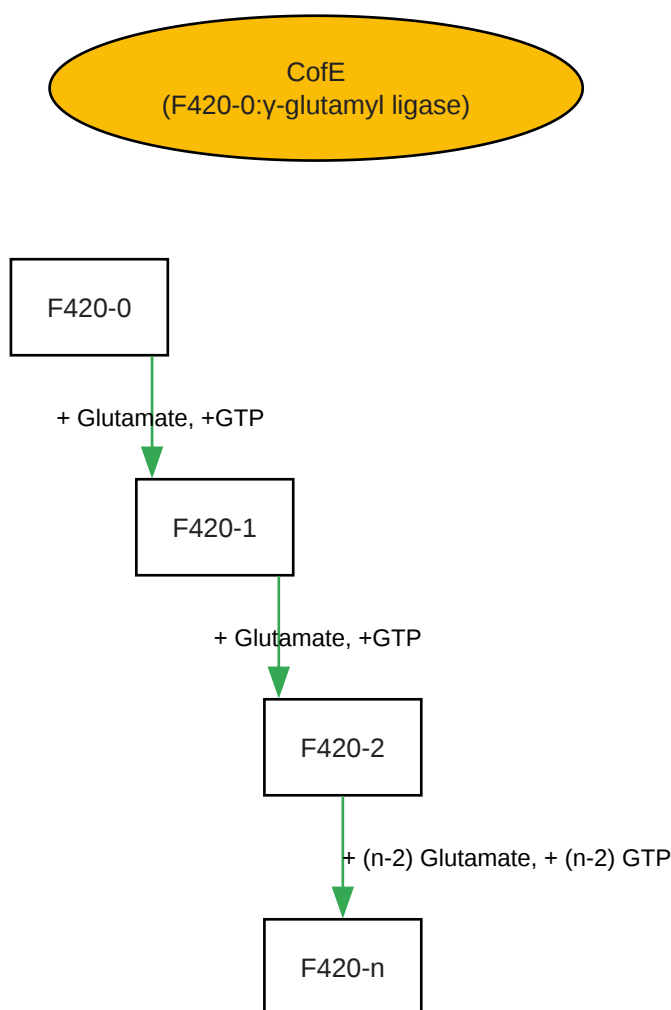 CofE
(F420-0:γ-glutamyl ligase)
F420-0
+ Glutamate, +GTP
F420-1
+ Glutamate, +GTP
F420-2
+ (n-2) Glutamate, + (n-2) GTP
F420-n